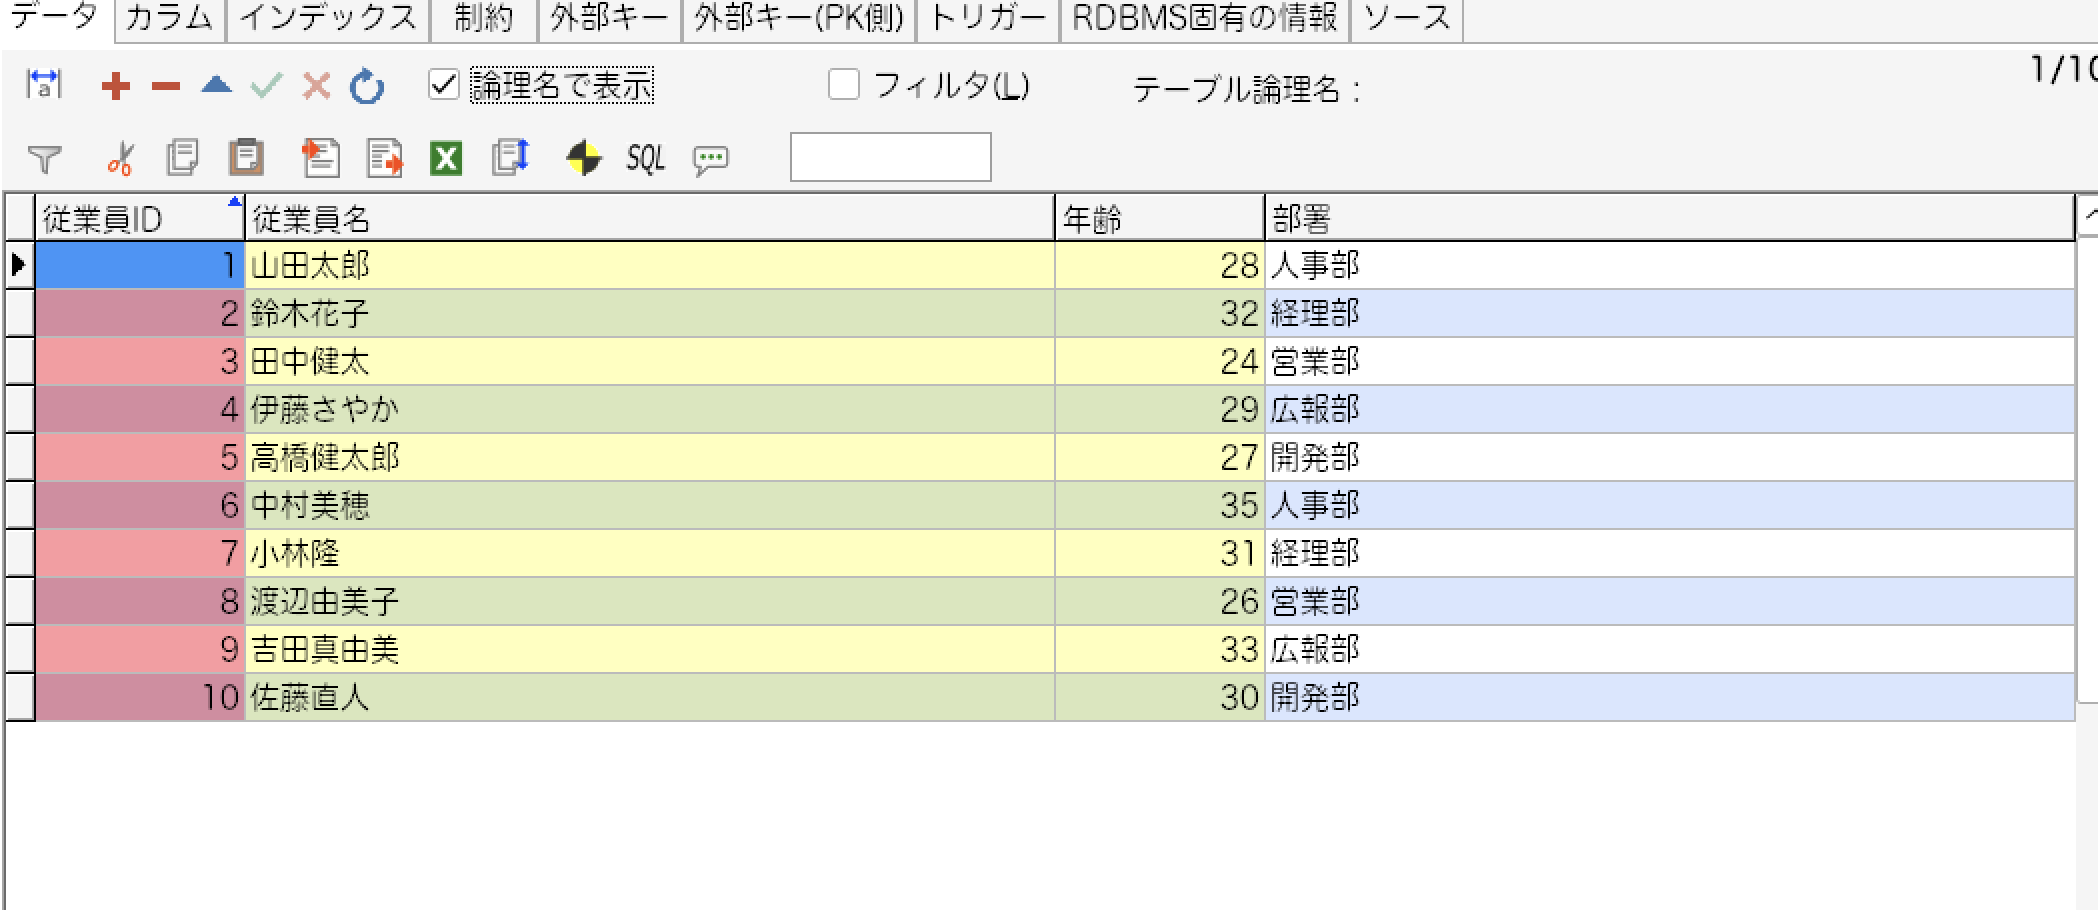 データ カラム インデックス 制約 外部キー 外部キー(PK側) トリガー RDBMS固有の情報 ソース
a 論理名で表示 フィルタ(L) テーブル論理名 : 1/10
SQL
従業員ID 従業員名 年齢 部署
1 山田太郎 28 人事部
2 鈴木花子 32 経理部
3 田中健太 24 営業部
4 伊藤さやか 29 広報部
5 高橋健太郎 27 開発部
6 中村美穂 35 人事部
7 小林隆 31 経理部
8 渡辺由美子 26 営業部
9 吉田真由美 33 広報部
10 佐藤直人 30 開発部